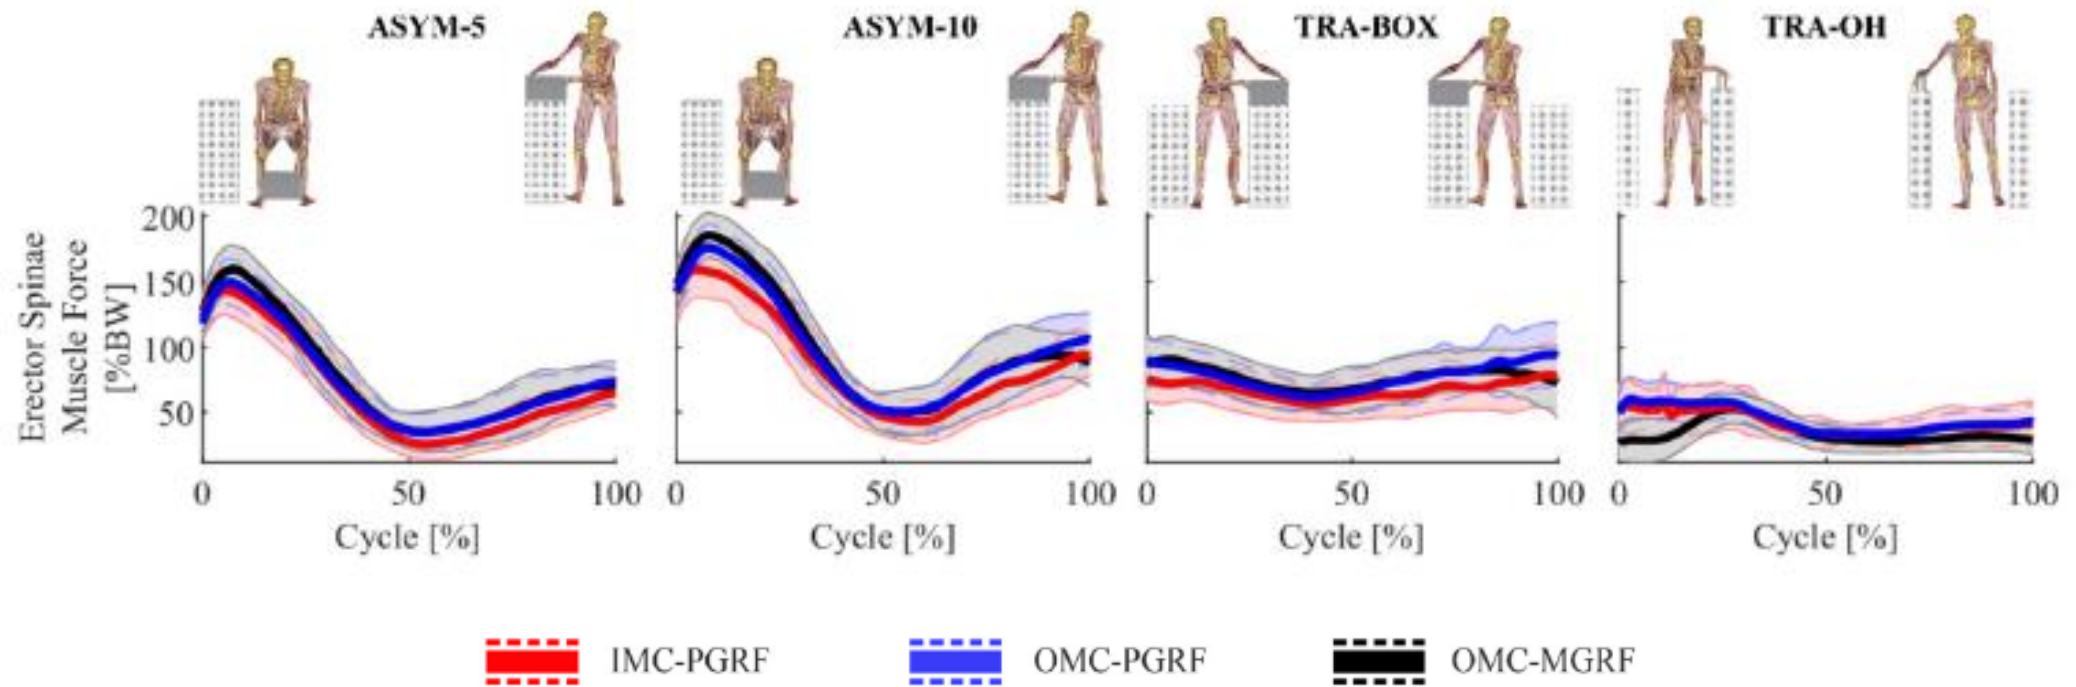 ASYM-5
ASYM-10
TRA-BOX
TRA-OH
Erector Spinae
Muscle Force
[%BW]
200
150
100
50
0 50 100
0 50 100
0 50 100
0 50 100
Cycle [%]
Cycle [%]
Cycle [%]
Cycle [%]
IMC-PGRF
OMC-PGRF
OMC-MGRF